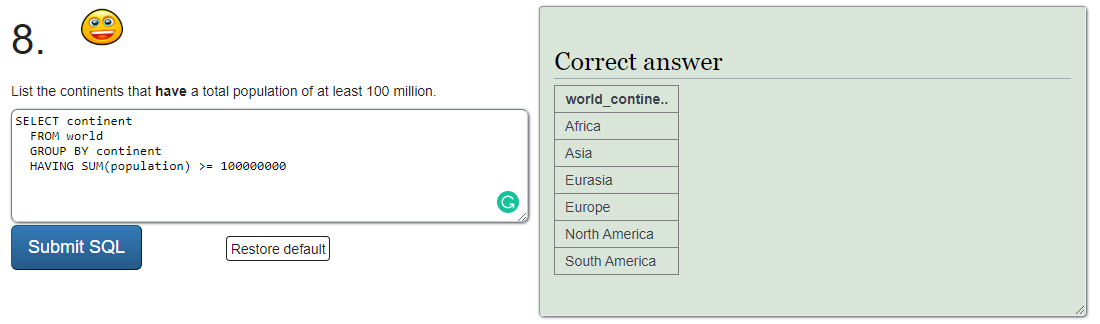 8.
List the continents that have a total population of at least 100 million.
SELECT continent
FROM world
GROUP BY continent
HAVING SUM(population) >= 100000000
Submit SQL
Restore default
Correct answer
world_contine..
Africa
Asia
Eurasia
Europe
North America
South America